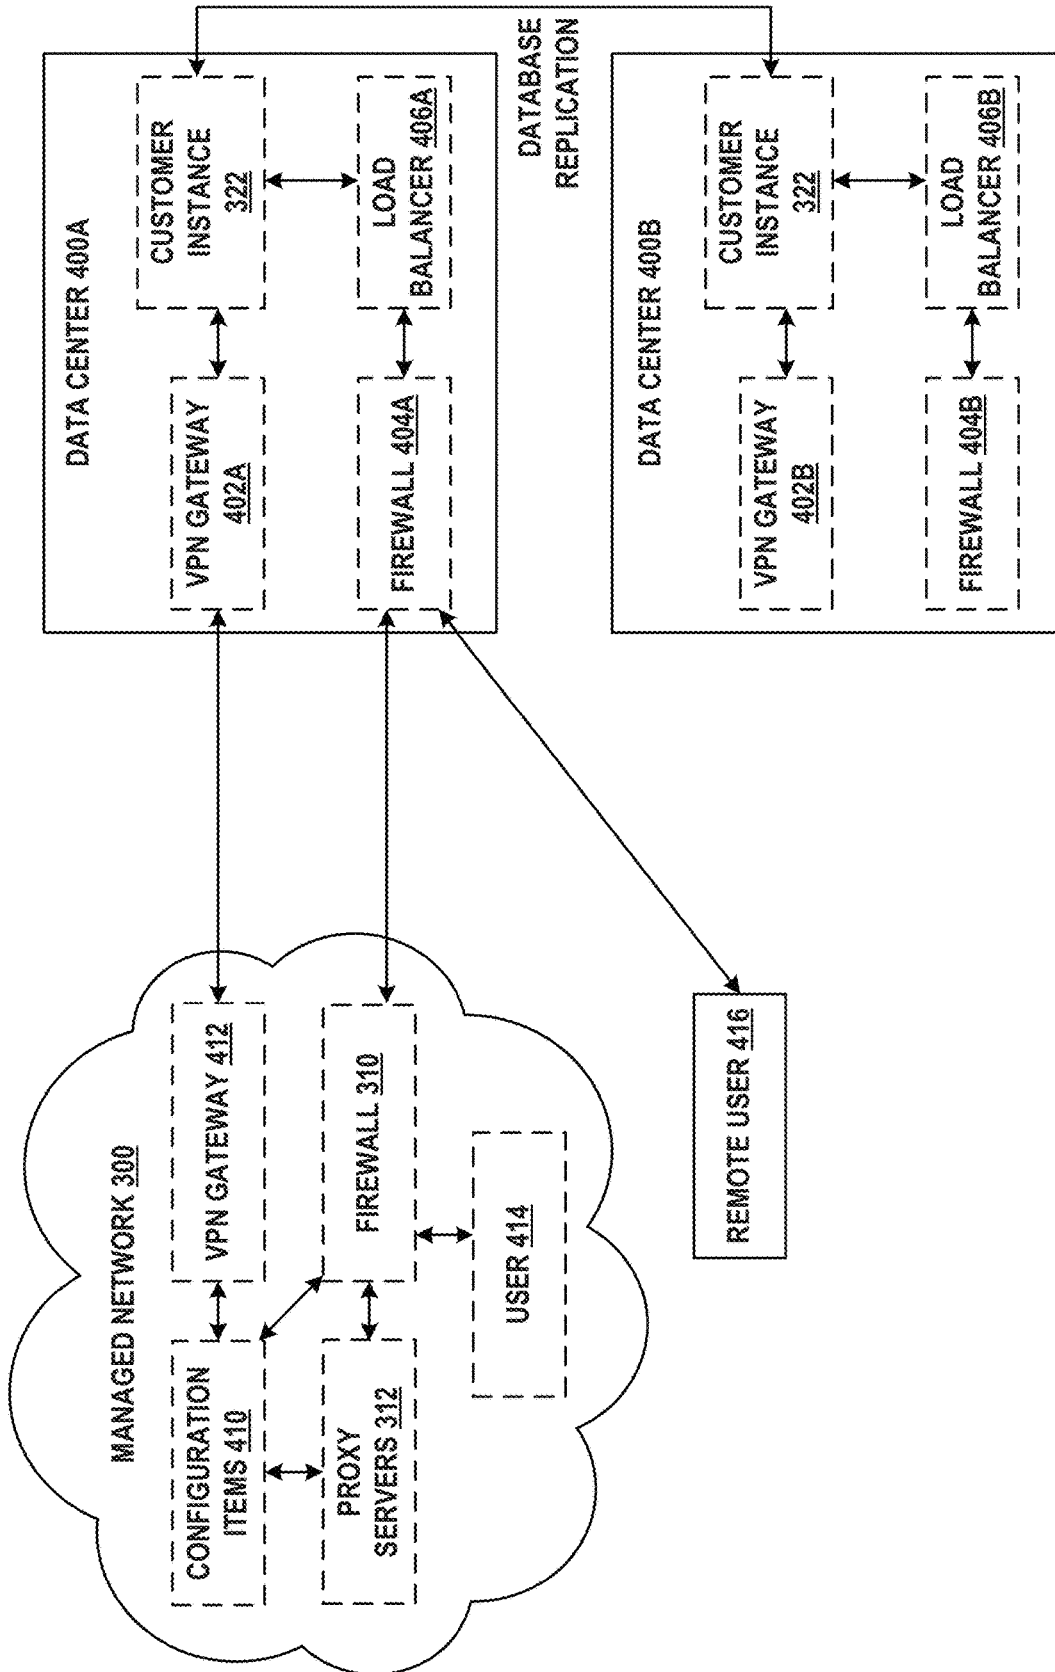 MANAGED NETWORK 300
CONFIGURATION
ITEMS 410
VPN GATEWAY 412
PROXY
SERVERS 312
FIREWALL 310
USER 414
REMOTE USER 416
DATA CENTER 400A
VPN GATEWAY
402A
CUSTOMER
INSTANCE
322
FIREWALL 404A
LOAD
BALANCER 406A
DATABASE
REPLICATION
DATA CENTER 400B
VPN GATEWAY
402B
CUSTOMER
INSTANCE
322
FIREWALL 404B
LOAD
BALANCER 406B